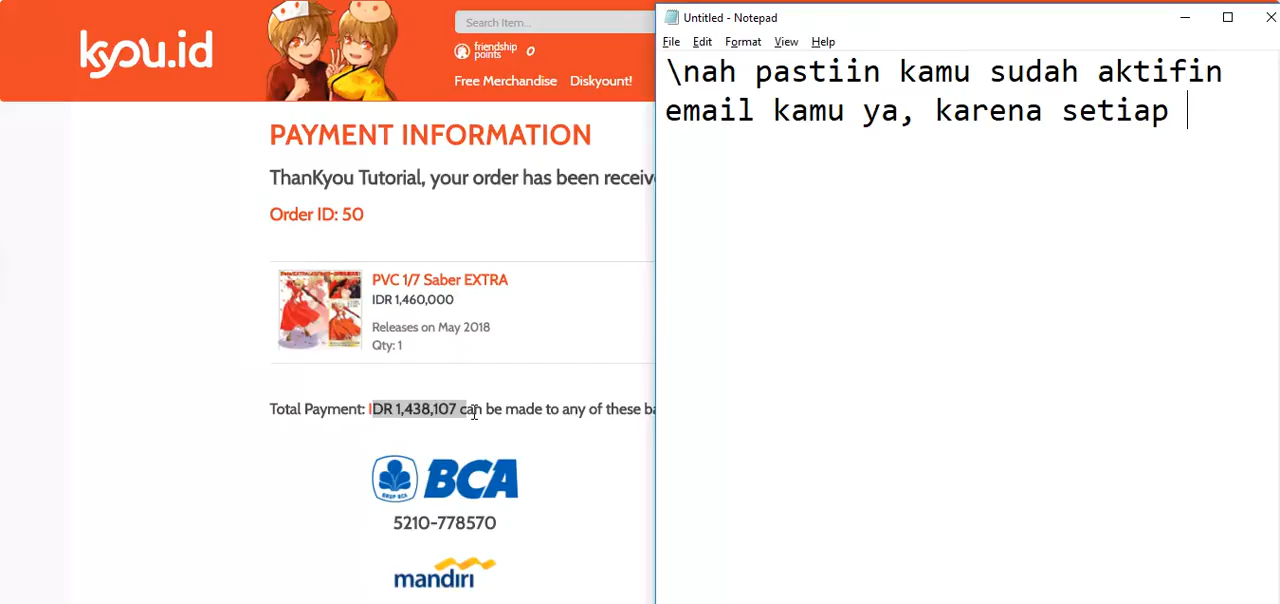 kyou.id
Search Item...
friendship
points
0
Free Merchandise Diskyount!
PAYMENT INFORMATION
ThanKyou Tutorial, your order has been receiv
Order ID: 50
PVC 1/7 Saber EXTRA
IDR 1,460,000
Releases on May 2018
Qty: 1
Total Payment: IDR 1,438,107 can be made to any of these ba
BCA
5210-778570
mandiri
Untitled - Notepad
File Edit Format View Help
\nah pastiin kamu sudah aktifin
email kamu ya, karena setiap